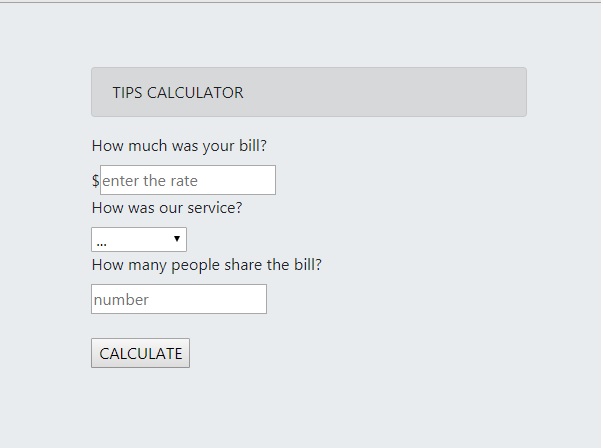 TIPS CALCULATOR
How much was your bill?
$enter the rate
How was our service?
...
How many people share the bill?
number
CALCULATE